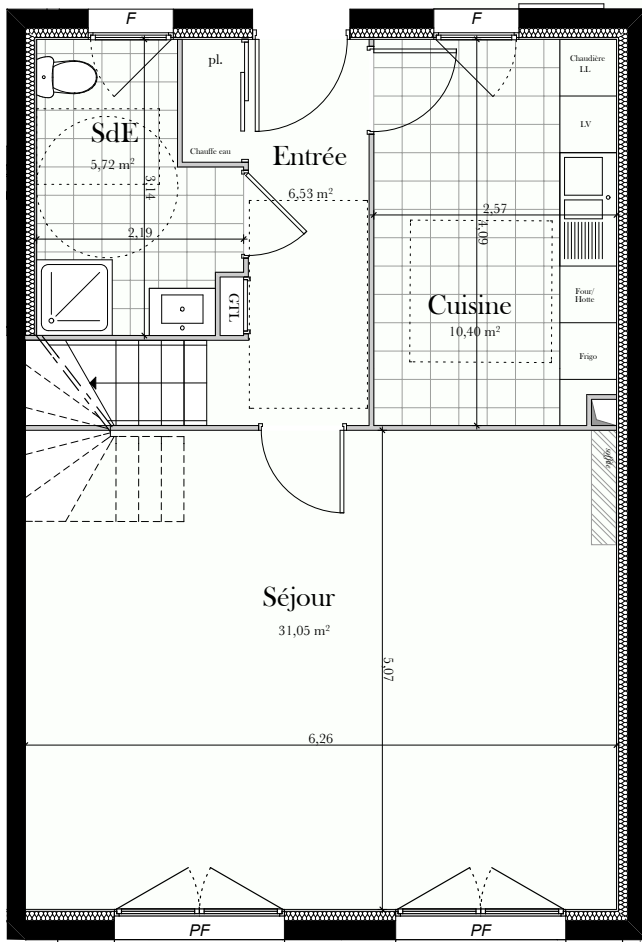 F
F
pl.
Chaudière
LL
LV
SdE
5,72 m²
Chauffe eau
Entrée
6,53 m²
3,14
2,19
2,57
4,09
GTL
Four/
Hotte
Cuisine
10,40 m²
Frigo
soffite
Séjour
31,05 m²
5,07
6,26
PF
PF